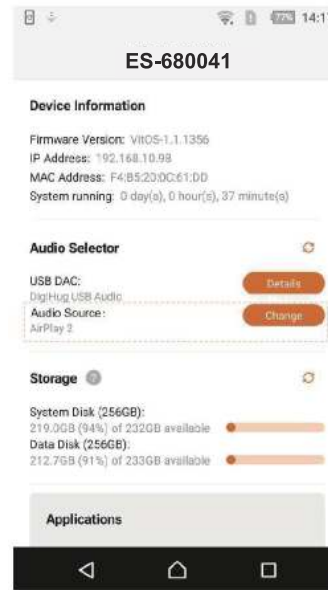 77% 14:1
ES-680041
Device Information
Firmware Version: VitOS-1.1.1356
IP Address: 192.168.10.98
MAC Address: F4:B5:20:0C:61:DD
System running: 0 day(s), 0 hour(s), 37 minute(s)
Audio Selector
USB DAC:
Details
DigiHug USB Audio
Audio Source:
Change
AirPlay 2
Storage
System Disk (256GB):
219.0GB (94%) of 232GB available
Data Disk (256GB):
212.7GB (91%) of 233GB available
Applications